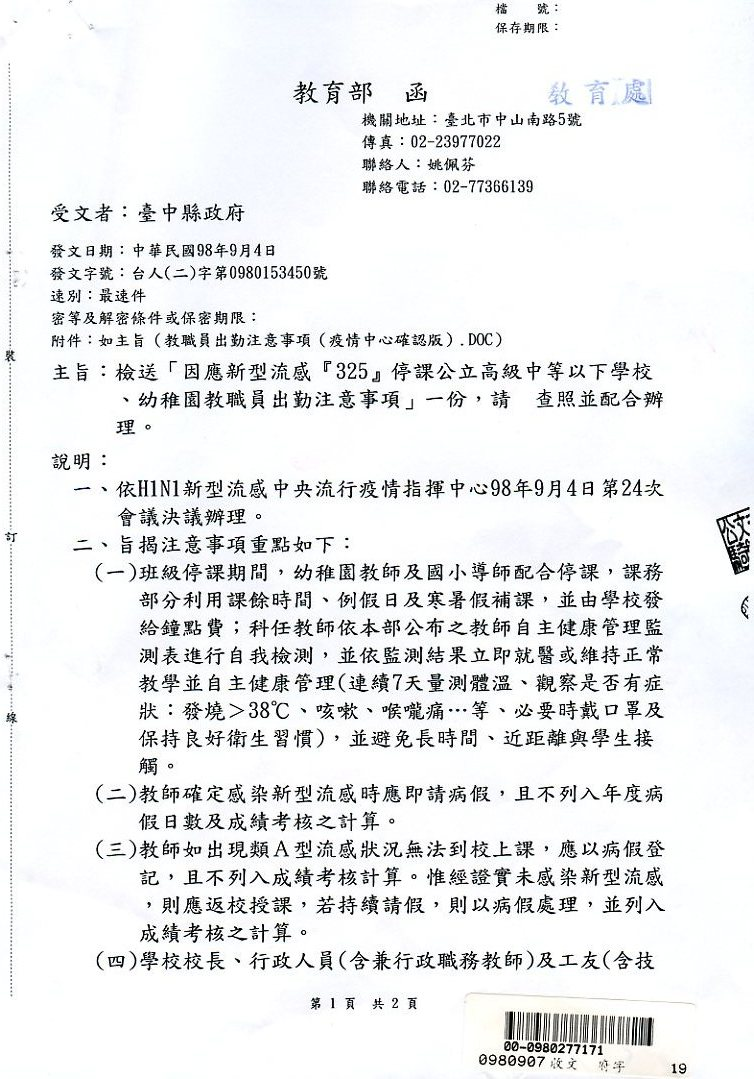 檔　　號：
保存期限：
教育部　函
教育處
機關地址：臺北市中山南路5號
傳真：02-23977022
聯絡人：姚佩芬
聯絡電話：02-77366139
受文者：臺中縣政府
發文日期：中華民國98年9月4日
發文字號：台人(二)字第0980153450號
速別：最速件
密等及解密條件或保密期限：
附件：如主旨（教職員出勤注意事項（疫情中心確認版）.DOC）
主旨：檢送「因應新型流感『325』停課公立高級中等以下學校
、幼稚園教職員出勤注意事項」一份，請　查照並配合辦
理。
說明：
一、依H1N1新型流感中央流行疫情指揮中心98年9月4日第24次
會議決議辦理。
二、旨揭注意事項重點如下：
(一)班級停課期間，幼稚園教師及國小導師配合停課，課務
部分利用課餘時間、例假日及寒暑假補課，並由學校發
給鐘點費；科任教師依本部公布之教師自主健康管理監
測表進行自我檢測，並依監測結果立即就醫或維持正常
教學並自主健康管理(連續7天量測體溫、觀察是否有症
狀：發燒＞38℃、咳嗽、喉嚨痛…等、必要時戴口罩及
保持良好衛生習慣)，並避免長時間、近距離與學生接
觸。
(二)教師確定感染新型流感時應即請病假，且不列入年度病
假日數及成績考核之計算。
(三)教師如出現類Ａ型流感狀況無法到校上課，應以病假登
記，且不列入成績考核計算。惟經證實未感染新型流感
，則應返校授課，若持續請假，則以病假處理，並列入
成績考核之計算。
(四)學校校長、行政人員(含兼行政職務教師)及工友(含技
裝
訂
線
第1頁　共2頁
00-0980277171
0980907收文　府字　19